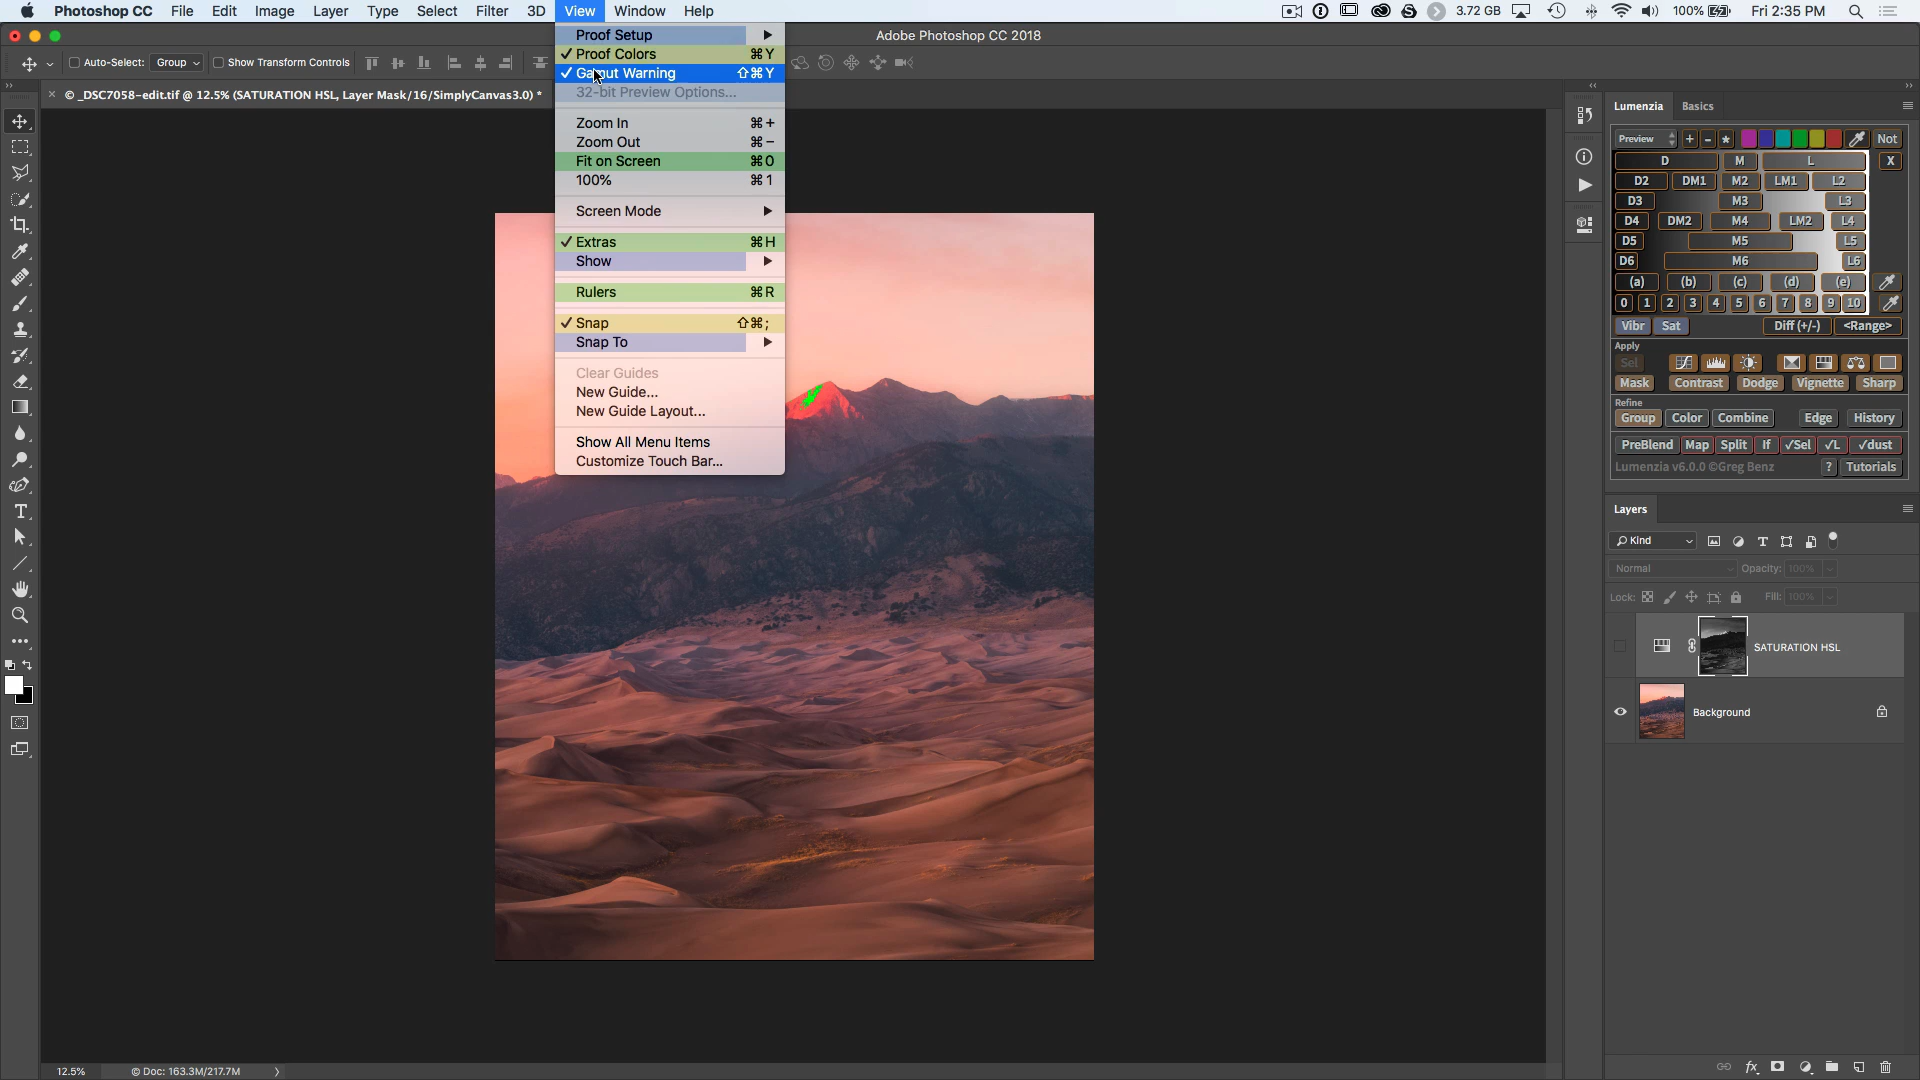 Photoshop CC File Edit Image Layer Type Select Filter 3D View Window Help 3.72 GB 100% Fri 2:35 PM
Adobe Photoshop CC 2018
Auto-Select: Group Show Transform Controls
© _DSC7058-edit.tif @ 12.5% (SATURATION HSL, Layer Mask/16/SimplyCanvas3.0) *
Proof Setup
✓ Proof Colors ⌘Y
✓ Gamut Warning ⇧⌘Y
32-bit Preview Options...
Zoom In ⌘+
Zoom Out ⌘−
Fit on Screen ⌘0
100% ⌘1
Screen Mode
✓ Extras ⌘H
Show
Rulers ⌘R
✓ Snap ⇧⌘;
Snap To
Clear Guides
New Guide...
New Guide Layout...
Show All Menu Items
Customize Touch Bar...
Lumenzia Basics
Preview + - * Not
D M L X
D2 DM1 M2 LM1 L2
D3 M3 L3
D4 DM2 M4 LM2 L4
D5 M5 L5
D6 M6 L6
(a) (b) (c) (d) (e)
0 1 2 3 4 5 6 7 8 9 10
Vibr Sat Diff (+/-) <Range>
Apply
Sel
Mask Contrast Dodge Vignette Sharp
Refine
Group Color Combine Edge History
PreBlend Map Split If √Sel √L √dust
Lumenzia v6.0.0 ©Greg Benz ? Tutorials
Layers
Kind
Normal Opacity: 100%
Lock: Fill: 100%
SATURATION HSL
Background
12.5% © Doc: 163.3M/217.7M